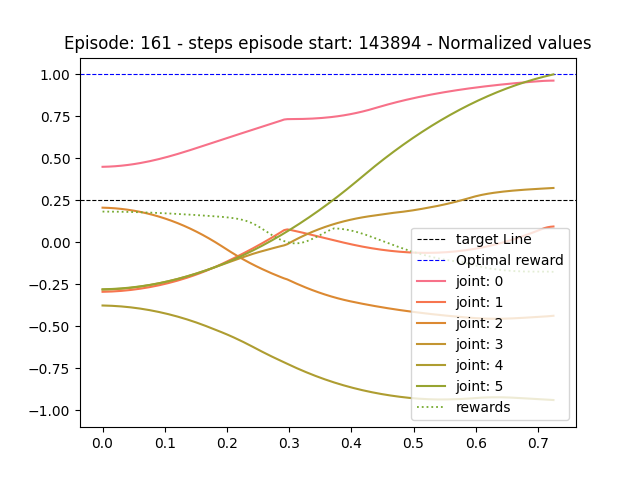 Episode: 161 - steps episode start: 143894 - Normalized values
1.00
0.75
0.50
0.25
0.00
−0.25
−0.50
−0.75
−1.00
target Line
Optimal reward
joint: 0
joint: 1
joint: 2
joint: 3
joint: 4
joint: 5
rewards
0.0 0.1 0.2 0.3 0.4 0.5 0.6 0.7